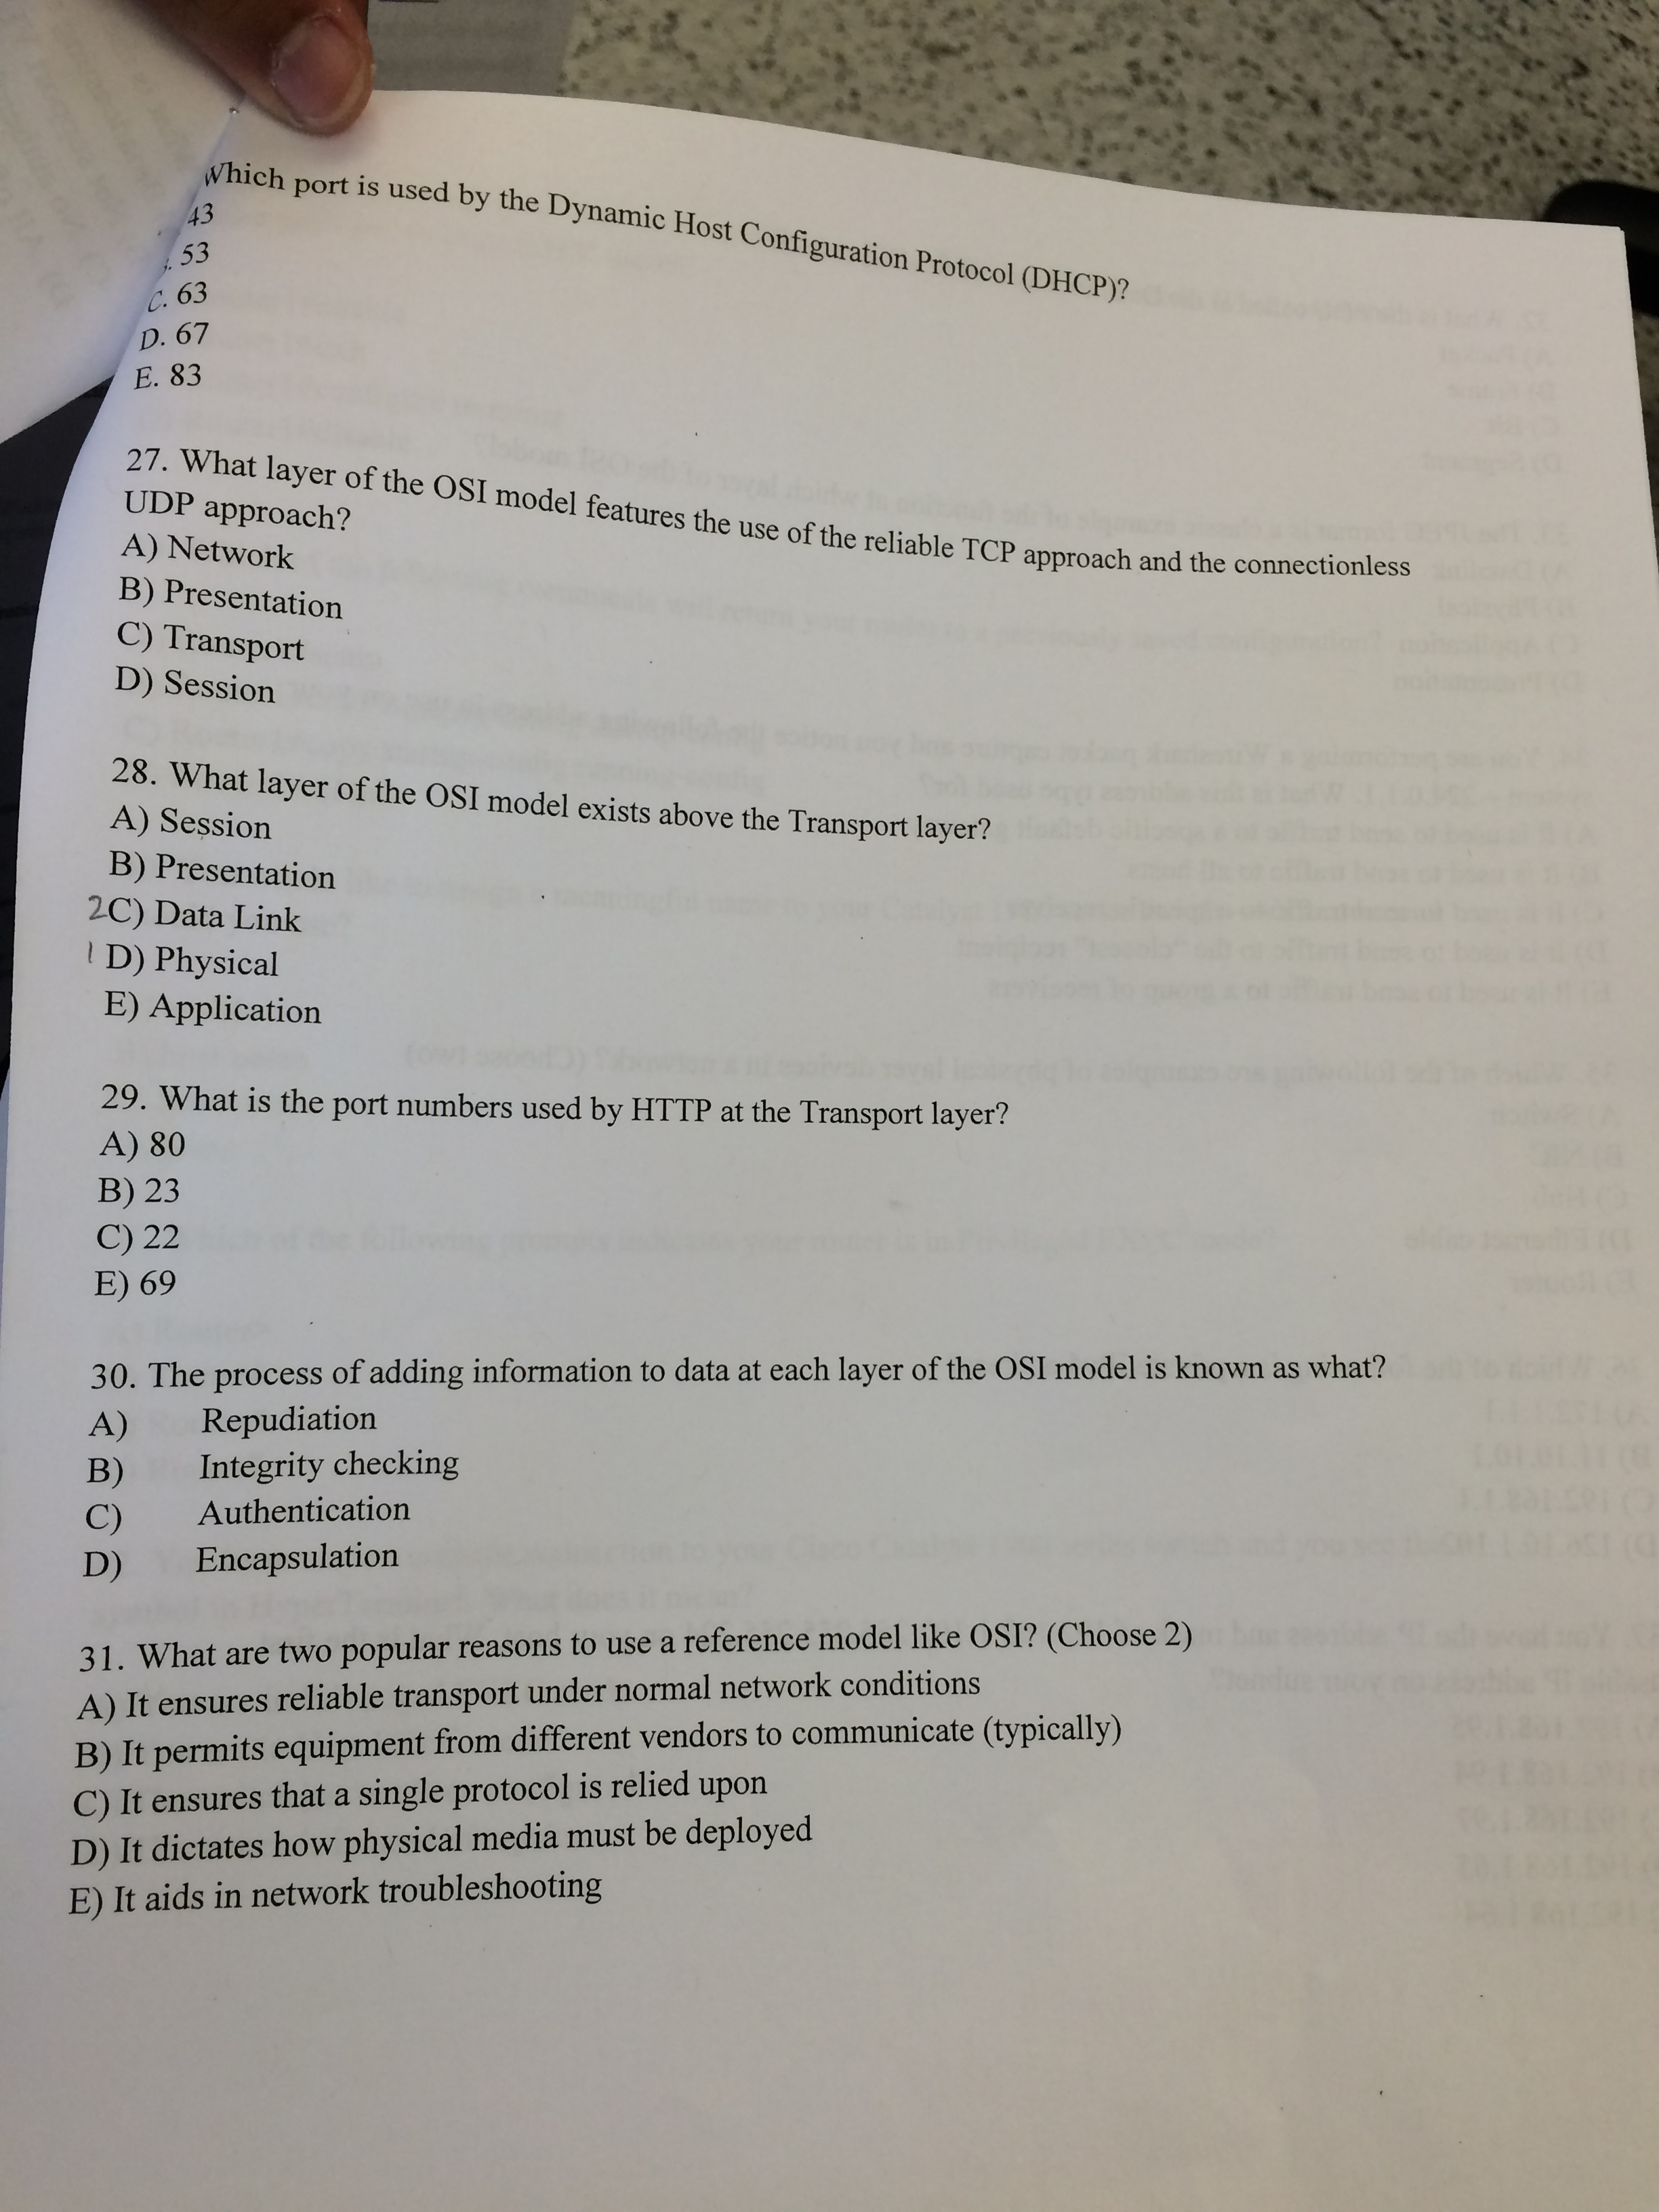 Which port is used by the Dynamic Host Configuration Protocol (DHCP)?
43
. 53
C. 63
D. 67
E. 83
27. What layer of the OSI model features the use of the reliable TCP approach and the connectionless
UDP approach?
A) Network
B) Presentation
C) Transport
D) Session
28. What layer of the OSI model exists above the Transport layer?
A) Session
B) Presentation
2C) Data Link
1 D) Physical
E) Application
29. What is the port numbers used by HTTP at the Transport layer?
A) 80
B) 23
C) 22
E) 69
30. The process of adding information to data at each layer of the OSI model is known as what?
A) Repudiation
B) Integrity checking
C) Authentication
D) Encapsulation
31. What are two popular reasons to use a reference model like OSI? (Choose 2)
A) It ensures reliable transport under normal network conditions
B) It permits equipment from different vendors to communicate (typically)
C) It ensures that a single protocol is relied upon
D) It dictates how physical media must be deployed
E) It aids in network troubleshooting